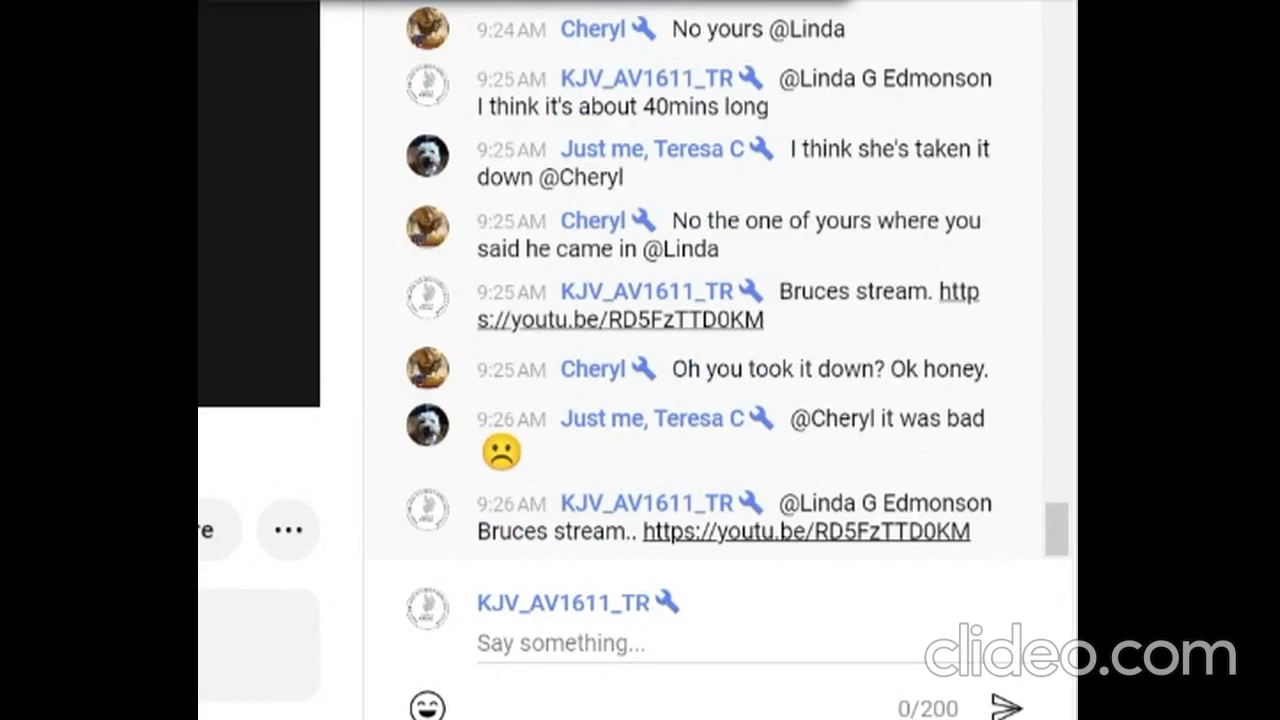 9:24 AM Cheryl No yours @Linda
9:25 AM KJV_AV1611_TR @Linda G Edmonson
I think it's about 40mins long
9:25 AM Just me, Teresa C I think she's taken it
down @Cheryl
9:25 AM Cheryl No the one of yours where you
said he came in @Linda
9:25 AM KJV_AV1611_TR Bruces stream. http
s://youtu.be/RD5FzTTD0KM
9:25 AM Cheryl Oh you took it down? Ok honey.
9:26 AM Just me, Teresa C @Cheryl it was bad
☹️
9:26 AM KJV_AV1611_TR @Linda G Edmonson
Bruces stream.. https://youtu.be/RD5FzTTD0KM
re
KJV_AV1611_TR
Say something...
clideo.com
0/200